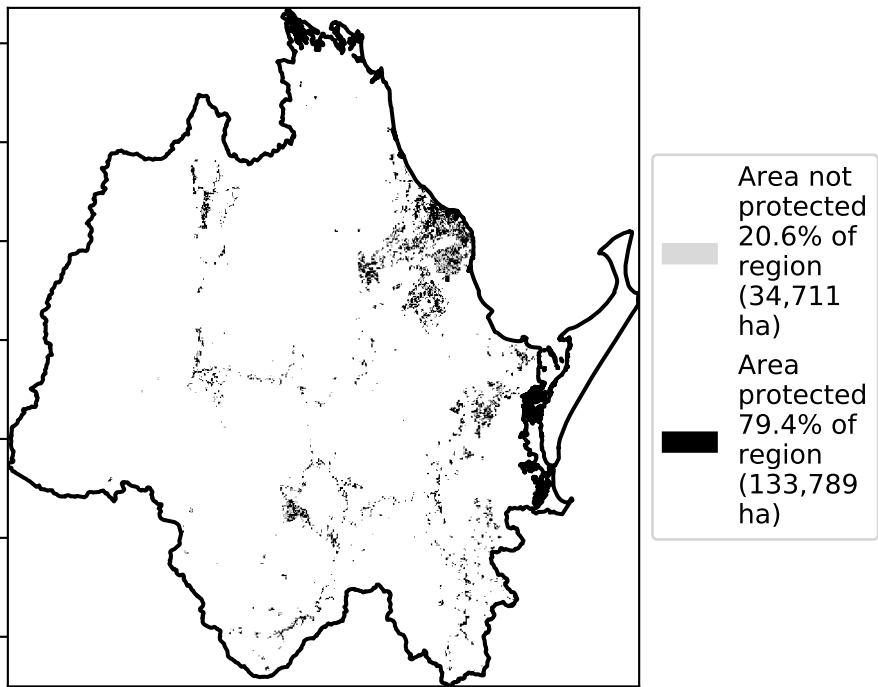 Area not
protected
20.6% of
region
(34,711
ha)
Area
protected
79.4% of
region
(133,789
ha)